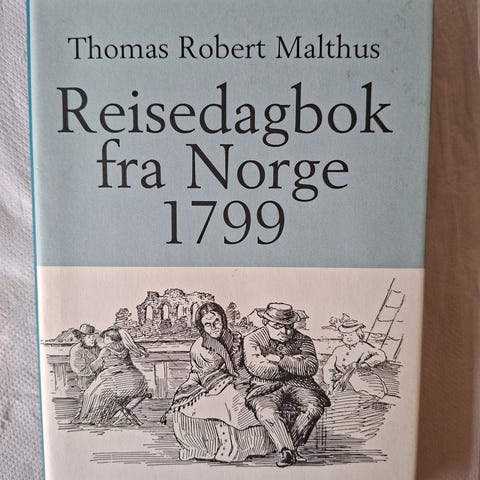 Thomas Robert Malthus
Reisedagbok
fra Norge
1799